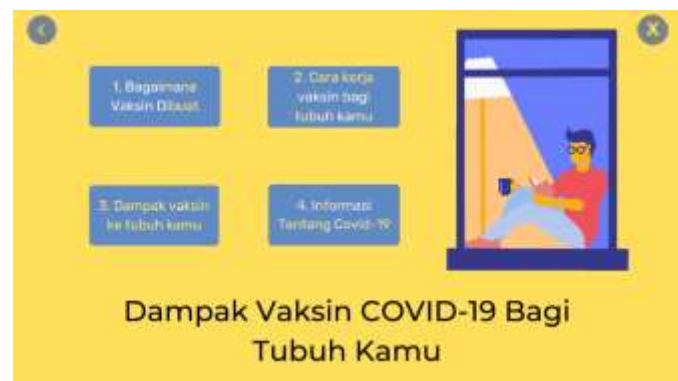 1. Bagaimana
Vaksin Dibuat
2. Cara kerja
vaksin bagi
tubuh kamu
X
3. Dampak vaksin
ke tubuh kamu
4. Informasi
Tentang Covid-19
Dampak Vaksin COVID-19 Bagi
Tubuh Kamu